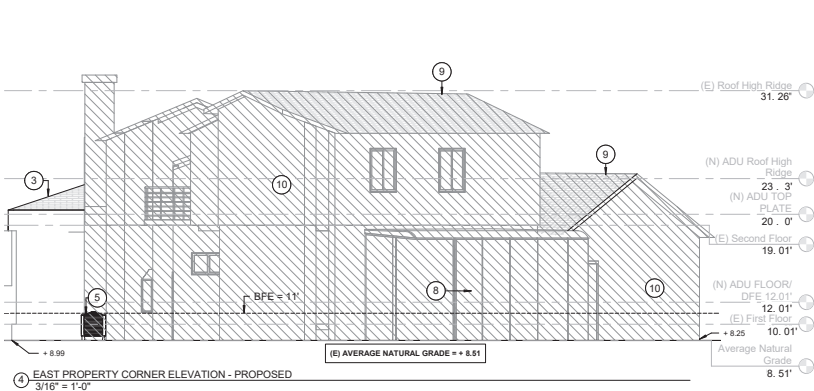 9
(E) Roof High Ridge
31. 26'
9
(N) ADU Roof High
Ridge
23 . 3'
3
10
(N) ADU TOP
PLATE
20 . 0'
(E) Second Floor
19. 01'
8
10
(N) ADU FLOOR/
DFE 12.01'
12. 01'
5
BFE = 11'
(E) First Floor
10. 01'
+ 8.25
+ 8.99
(E) AVERAGE NATURAL GRADE = + 8.51
Average Natural
Grade
8. 51'
4 EAST PROPERTY CORNER ELEVATION - PROPOSED
3/16" = 1'-0"